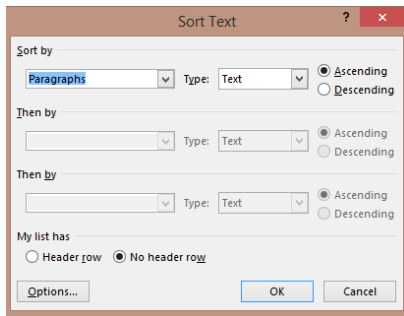 Sort Text ? ×
Sort by
Paragraphs Type: Text Ascending
Descending
Then by
Type: Text Ascending
Descending
Then by
Type: Text Ascending
Descending
My list has
Header row No header row
Options... OK Cancel